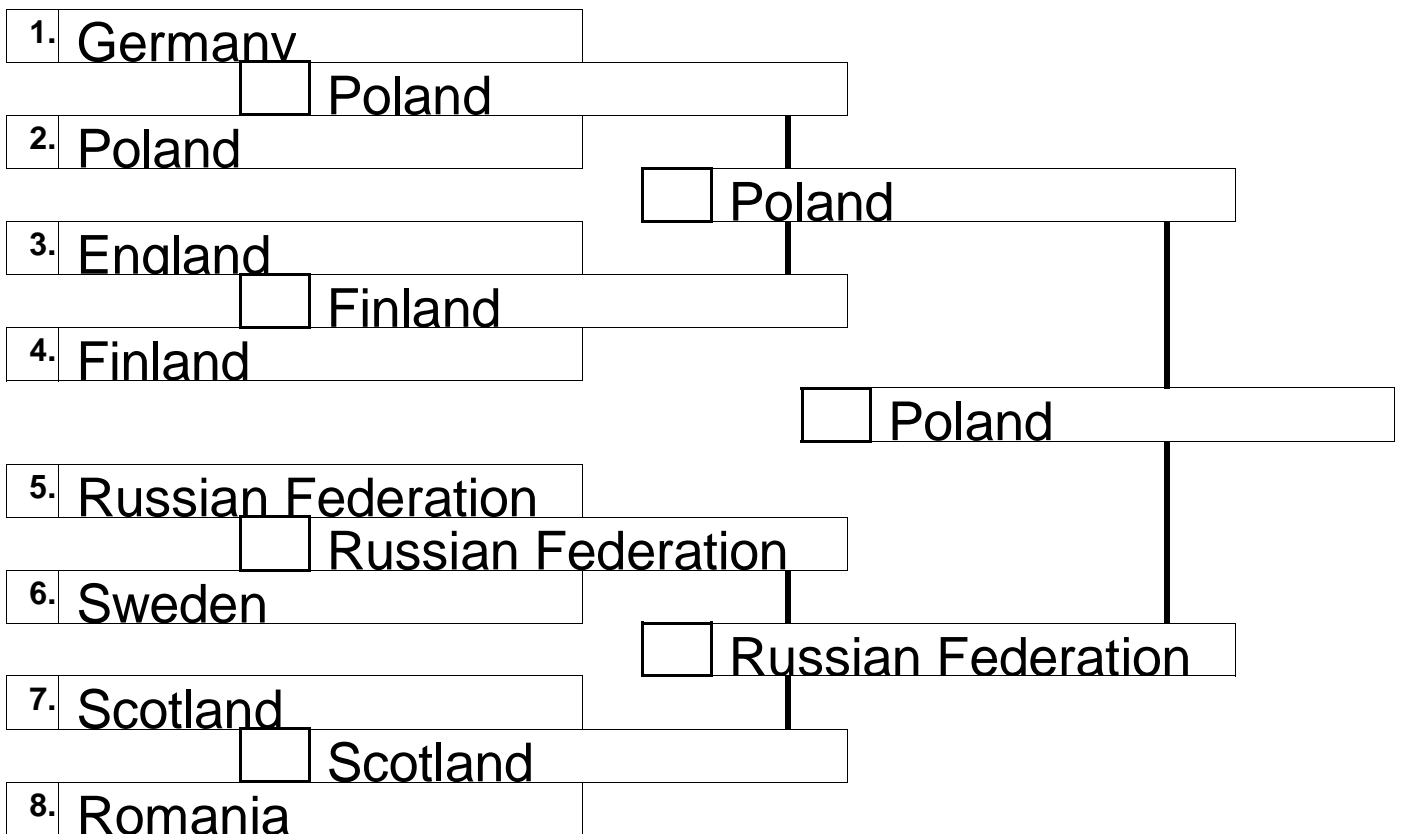 1. Germany
Poland
2. Poland
Poland
3. England
Finland
4. Finland
Poland
5. Russian Federation
Russian Federation
6. Sweden
Russian Federation
7. Scotland
Scotland
8. Romania